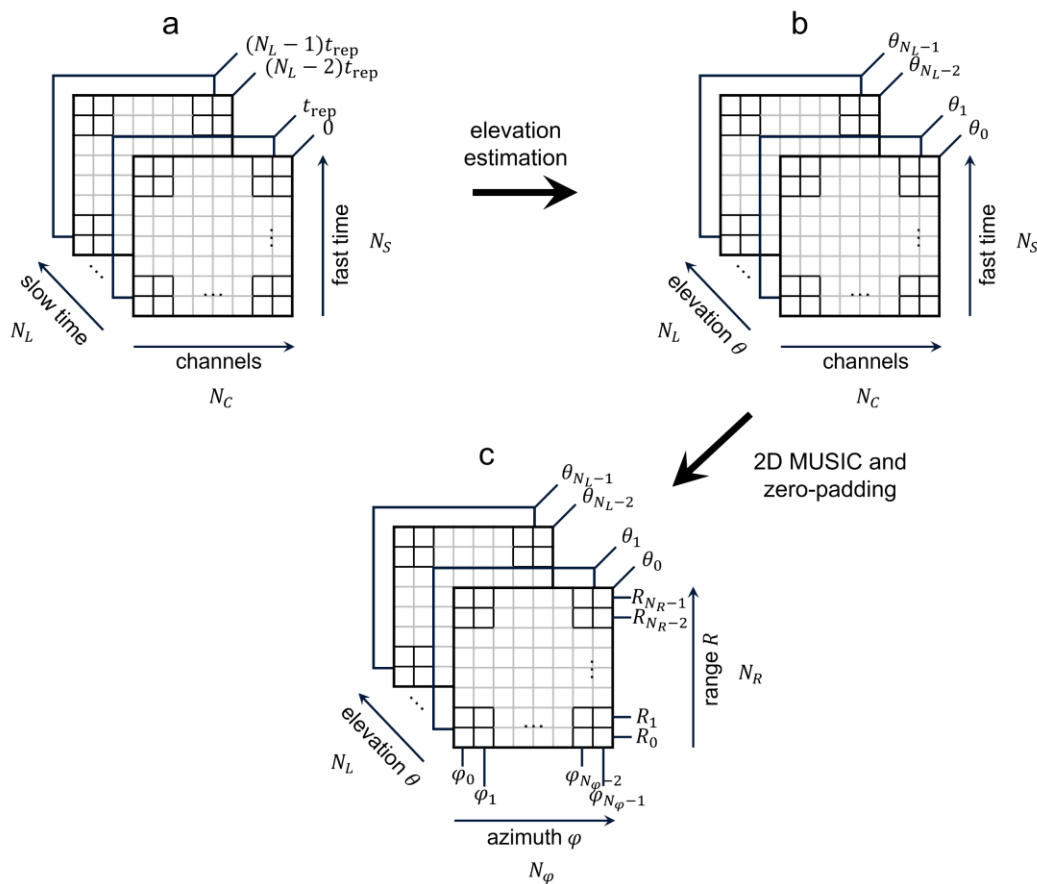 a
(N_L − 1)t_rep
(N_L − 2)t_rep
t_rep
0
fast time
N_S
...
...
...
slow time
N_L
channels
N_C
elevation
estimation
b
θ_{N_L−1}
θ_{N_L−2}
θ_1
θ_0
fast time
N_S
...
...
...
elevation θ
N_L
channels
N_C
2D MUSIC and
zero-padding
c
θ_{N_L−1}
θ_{N_L−2}
θ_1
θ_0
R_{N_R−1}
R_{N_R−2}
...
range R
N_R
R_1
R_0
...
...
elevation θ
N_L
φ_0
φ_1
φ_{N_φ−2}
φ_{N_φ−1}
azimuth φ
N_φ